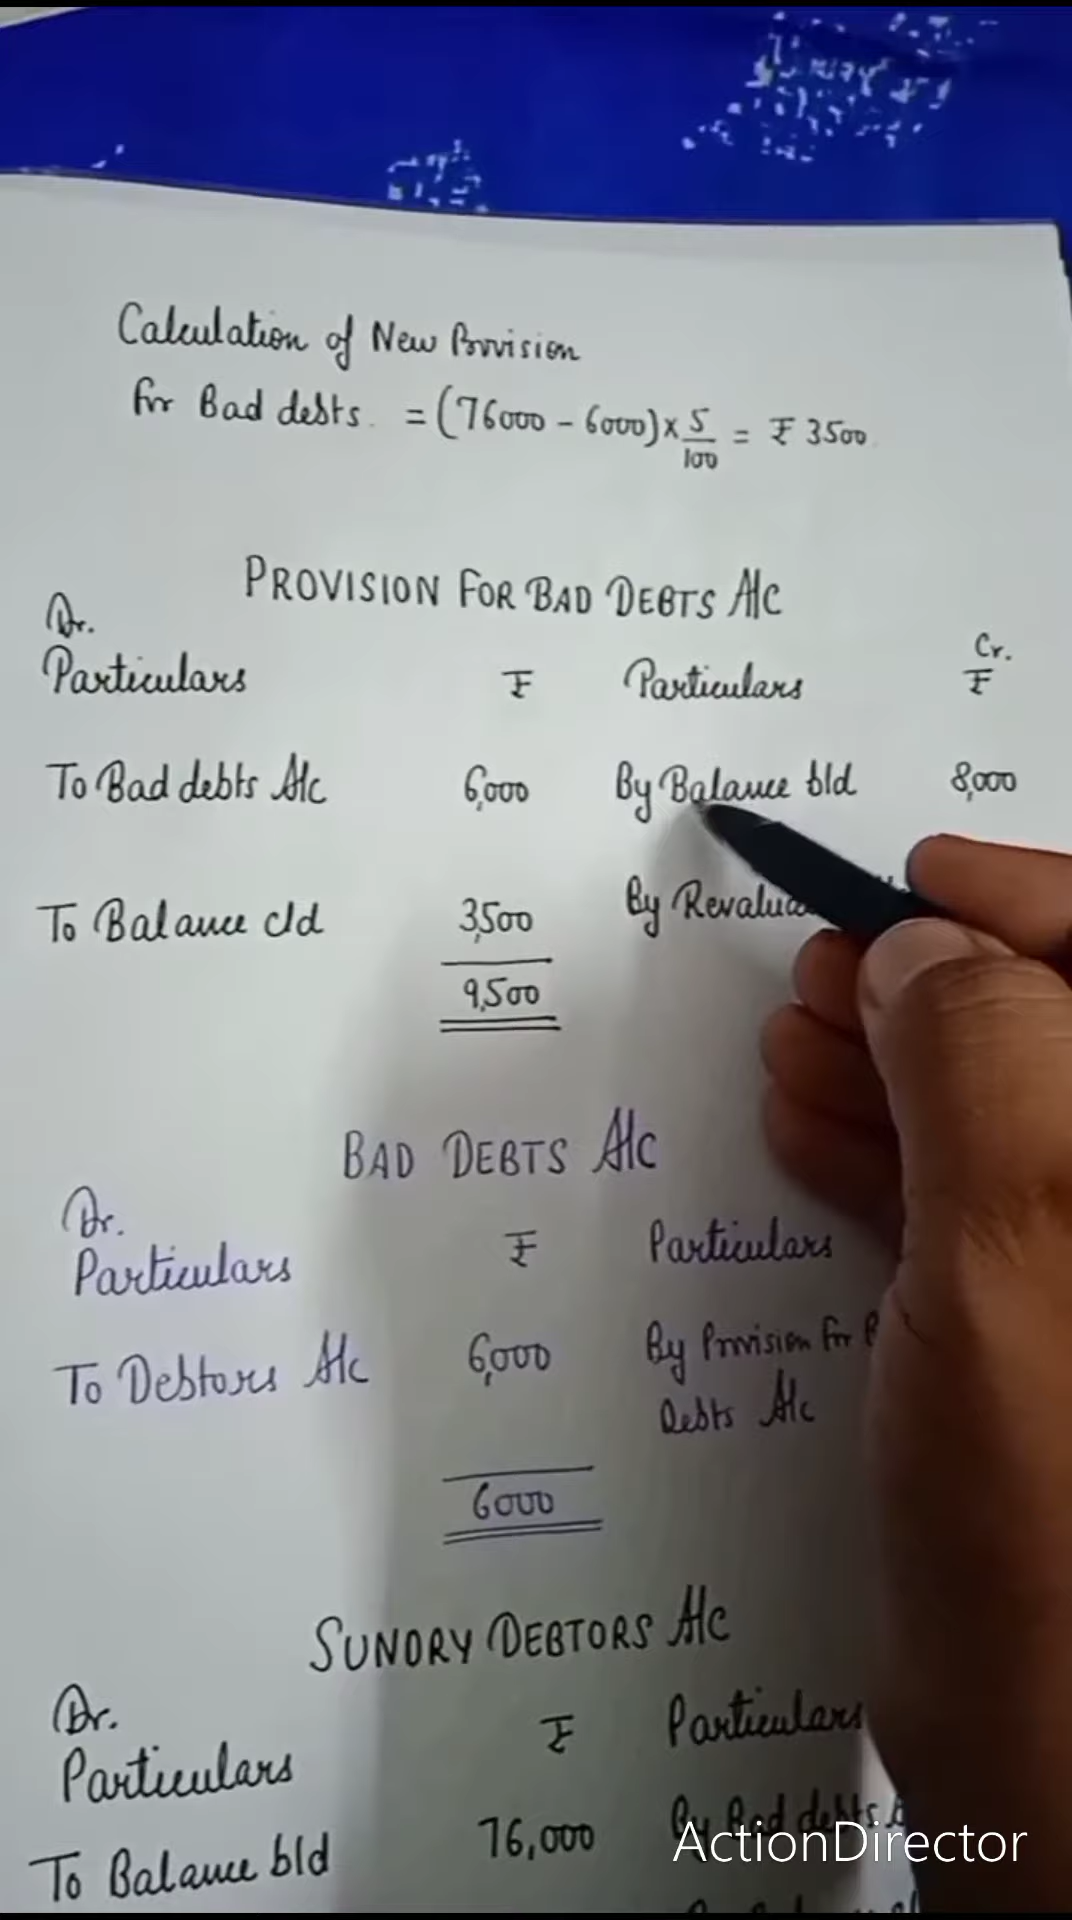 Calculation of New Provision
for Bad debts. = (76000 - 6000) x 5/100 = ₹ 3500
PROVISION FOR BAD DEBTS A/c
Dr. Cr.
Particulars ₹ Particulars ₹
To Bad debts A/c 6,000 By Balance b/d 8,000
To Balance c/d 3,500 By
9,500
BAD DEBTS A/c
Dr.
Particulars ₹ Particulars
To Debtors A/c 6,000 By Provision for
Debts A/c
6000
SUNDRY DEBTORS A/c
Dr.
Particulars ₹ Particulars
To Balance b/d 76,000 By Bad debts
ActionDirector